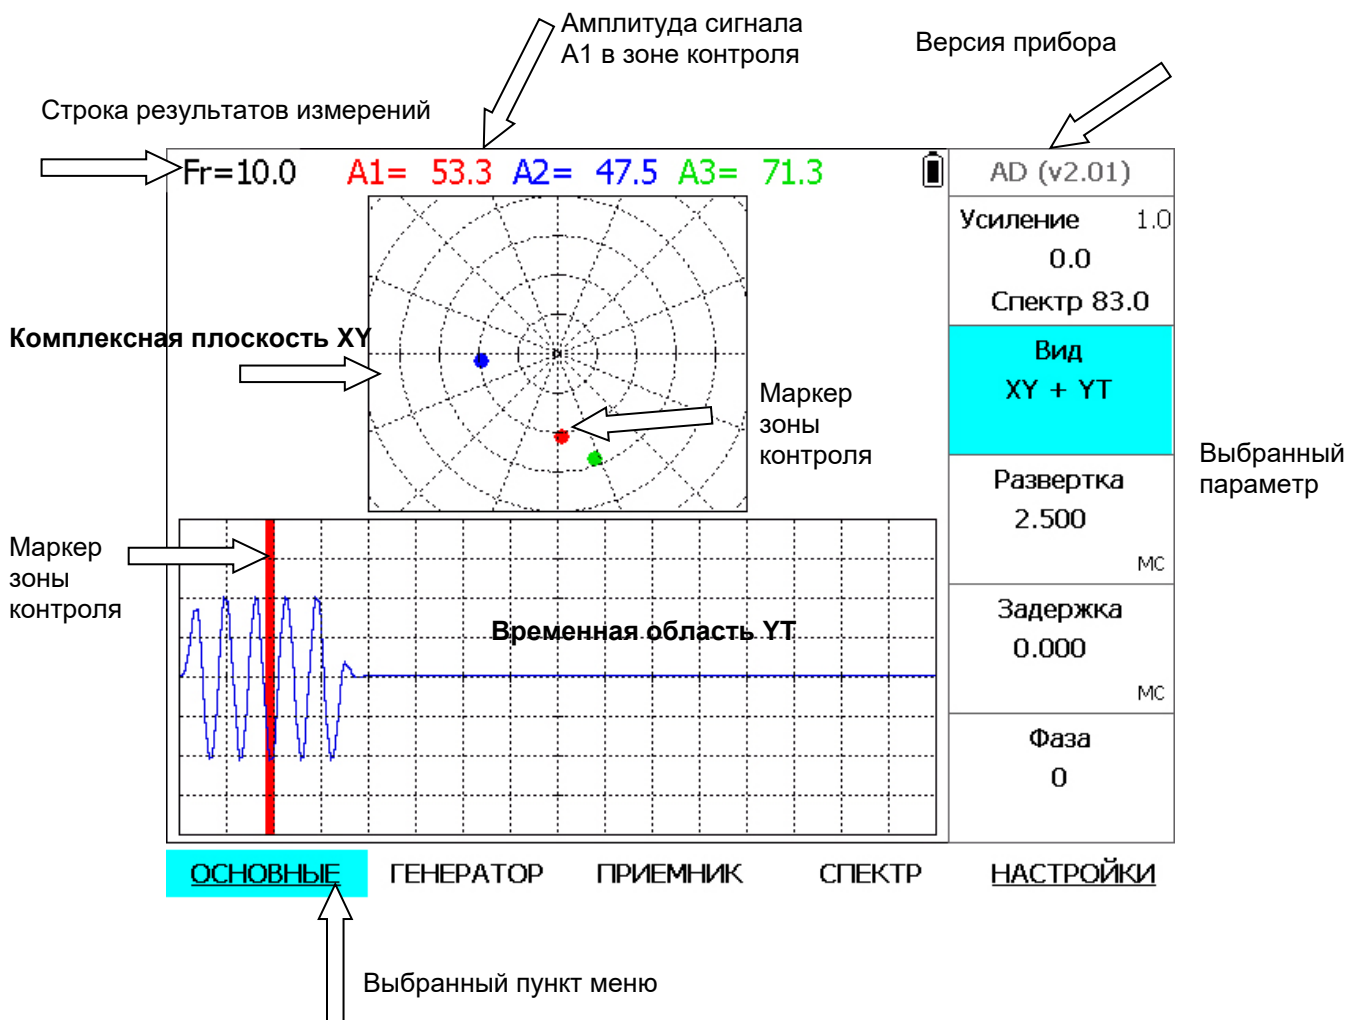 Амплитуда сигнала
А1 в зоне контроля
Версия прибора
Строка результатов измерений
Fr=10.0 A1= 53.3 A2= 47.5 A3= 71.3
AD (v2.01)
Усиление 1.0
0.0
Спектр 83.0
Комплексная плоскость XY
Вид
XY + YT
Маркер
зоны
контроля
Выбранный
параметр
Развертка
2.500
МС
Маркер
зоны
контроля
Временная область YT
Задержка
0.000
МС
Фаза
0
ОСНОВНЫЕ ГЕНЕРАТОР ПРИЕМНИК СПЕКТР НАСТРОЙКИ
Выбранный пункт меню